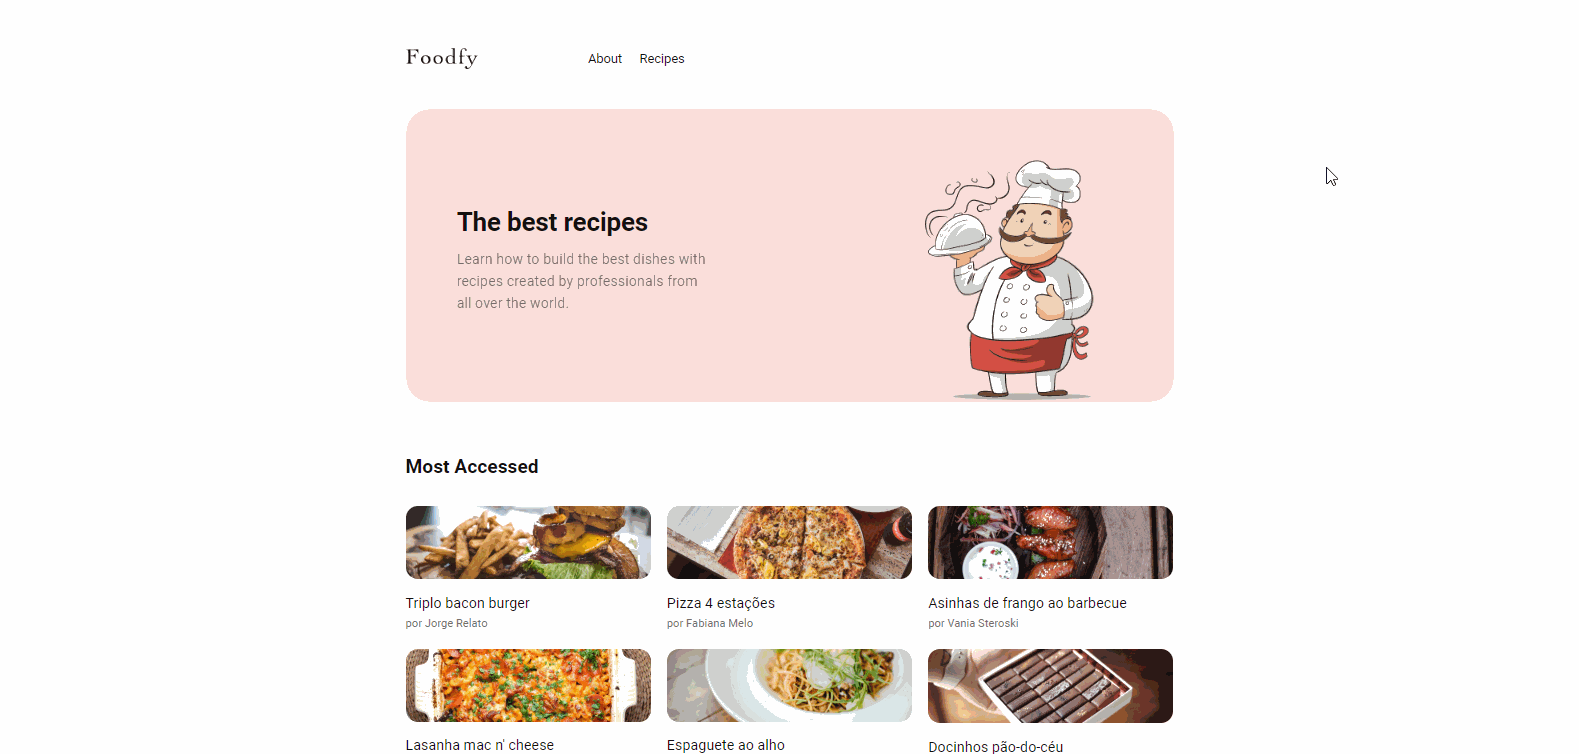 Foodfy
About Recipes
The best recipes
Learn how to build the best dishes with
recipes created by professionals from
all over the world.
Most Accessed
Triplo bacon burger
por Jorge Relato
Pizza 4 estações
por Fabiana Melo
Asinhas de frango ao barbecue
por Vania Steroski
Lasanha mac n' cheese
Espaguete ao alho
Docinhos pão-do-céu